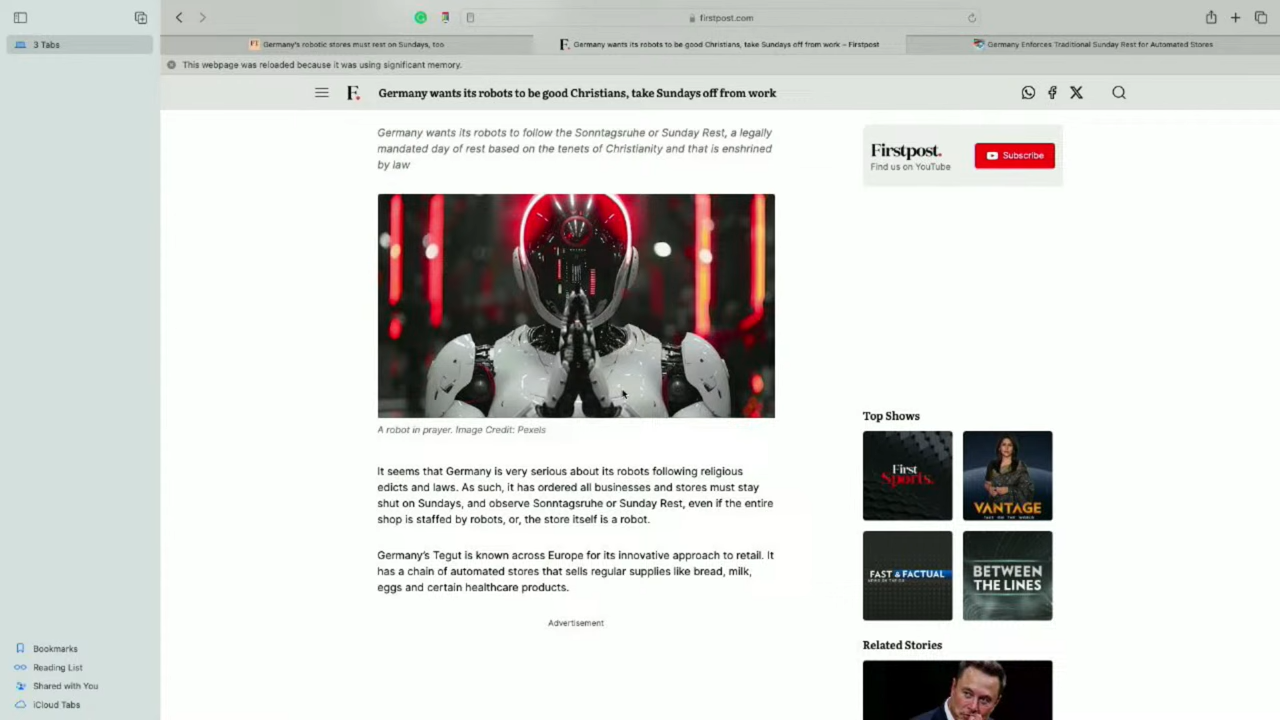 firstpost.com
3 Tabs
Germany's robotic stores must rest on Sundays, too
Germany wants its robots to be good Christians, take Sundays off from work – Firstpost
Germany Enforces Traditional Sunday Rest for Automated Stores
This webpage was reloaded because it was using significant memory.
F.
Germany wants its robots to be good Christians, take Sundays off from work
Germany wants its robots to follow the Sonntagsruhe or Sunday Rest, a legally
mandated day of rest based on the tenets of Christianity and that is enshrined
by law
A robot in prayer. Image Credit: Pexels
It seems that Germany is very serious about its robots following religious
edicts and laws. As such, it has ordered all businesses and stores must stay
shut on Sundays, and observe Sonntagsruhe or Sunday Rest, even if the entire
shop is staffed by robots, or, the store itself is a robot.
Germany's Tegut is known across Europe for its innovative approach to retail. It
has a chain of automated stores that sells regular supplies like bread, milk,
eggs and certain healthcare products.
Advertisement
Firstpost.
Find us on YouTube
Subscribe
Top Shows
First
Sports.
VANTAGE
FAST & FACTUAL
BETWEEN
THE LINES
Related Stories
Bookmarks
Reading List
Shared with You
iCloud Tabs